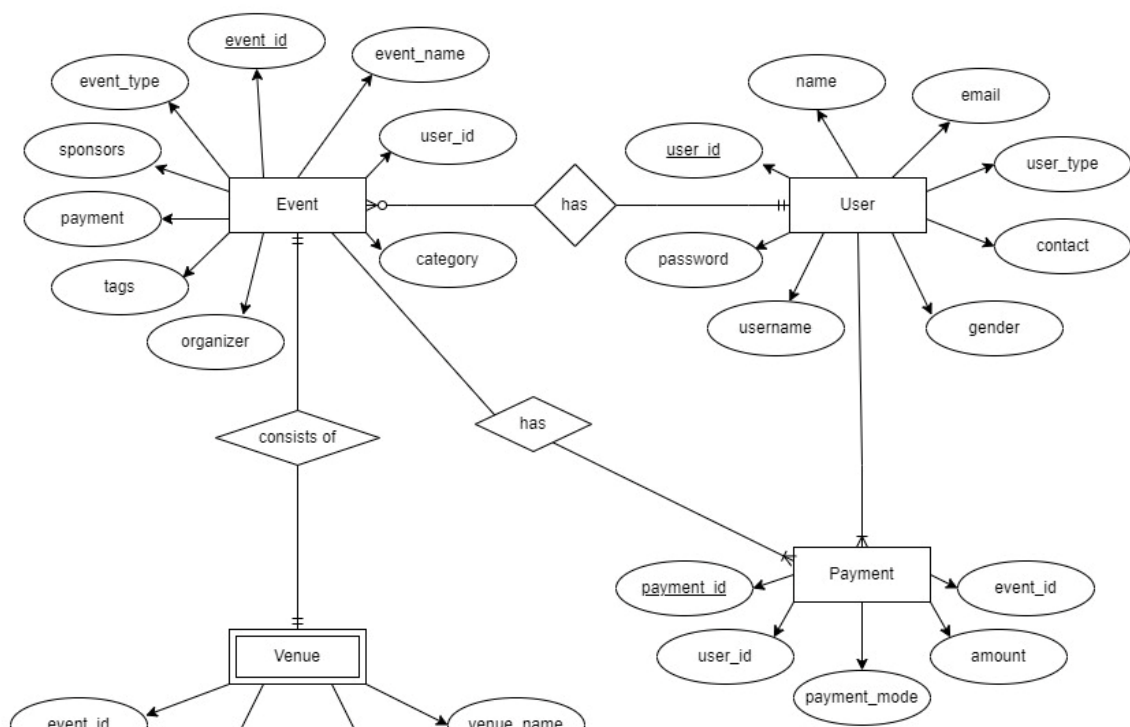 event_id
event_name
event_type
user_id
sponsors
Event
payment
category
tags
organizer
has
name
email
user_id
user_type
User
password
contact
username
gender
consists of
has
Payment
payment_id
event_id
user_id
amount
payment_mode
Venue
event_id
venue_name